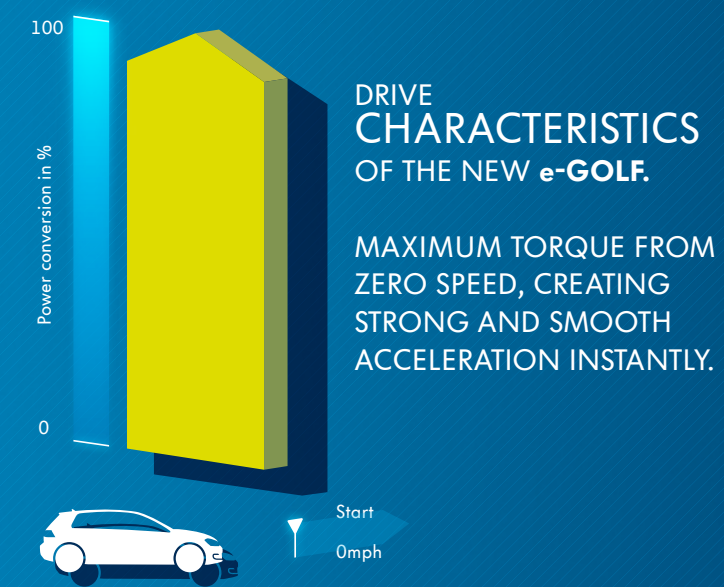 100
Power conversion in %
0
DRIVE
CHARACTERISTICS
OF THE NEW e-GOLF.
MAXIMUM TORQUE FROM
ZERO SPEED, CREATING
STRONG AND SMOOTH
ACCELERATION INSTANTLY.
Start
0mph